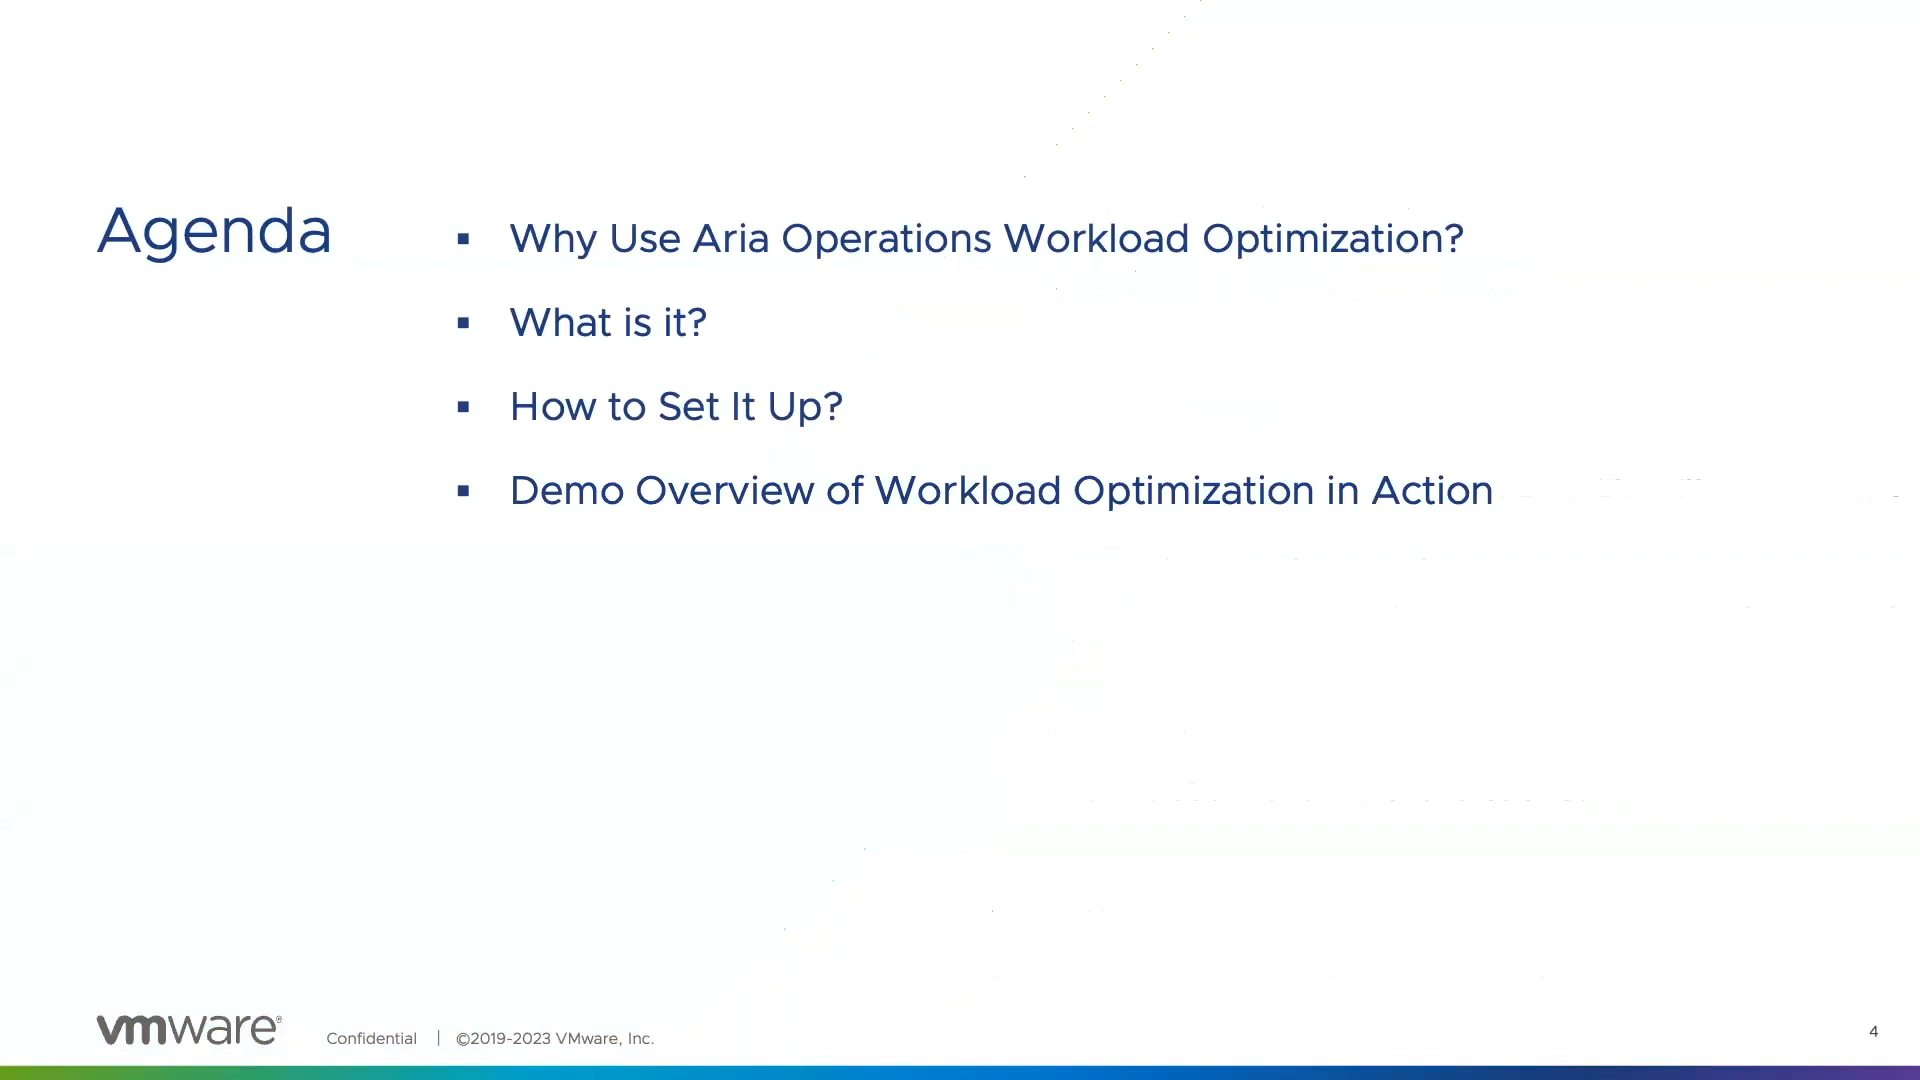 Agenda
▪ Why Use Aria Operations Workload Optimization?
▪ What is it?
▪ How to Set It Up?
▪ Demo Overview of Workload Optimization in Action
vmware®
Confidential | ©2019-2023 VMware, Inc.
4